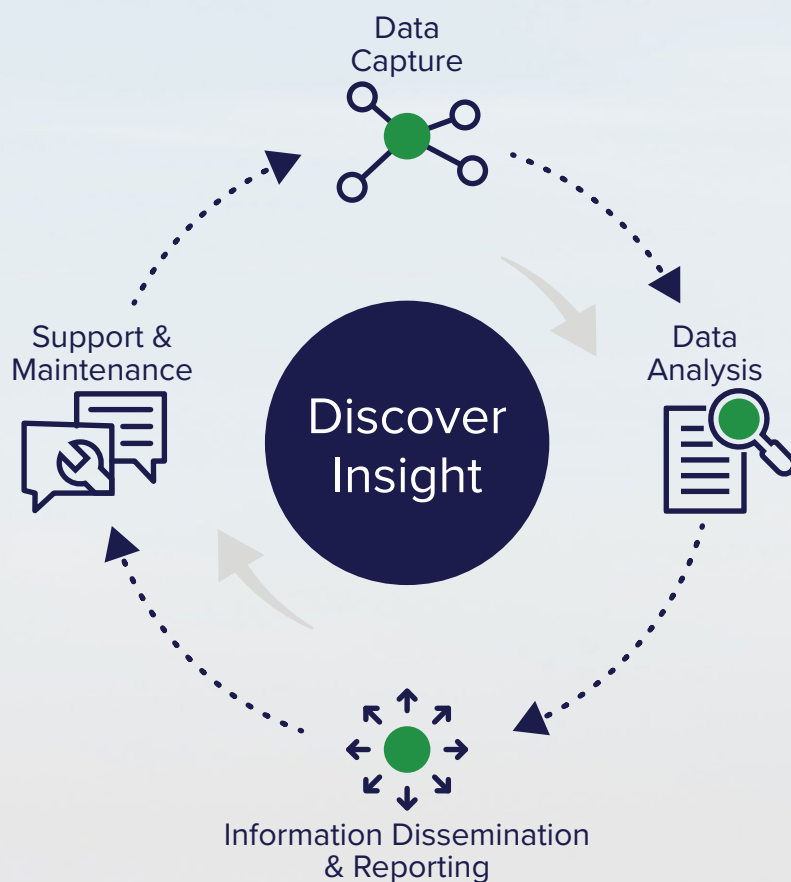 Data
Capture
Support &
Maintenance
Data
Analysis
Discover
Insight
Information Dissemination
& Reporting